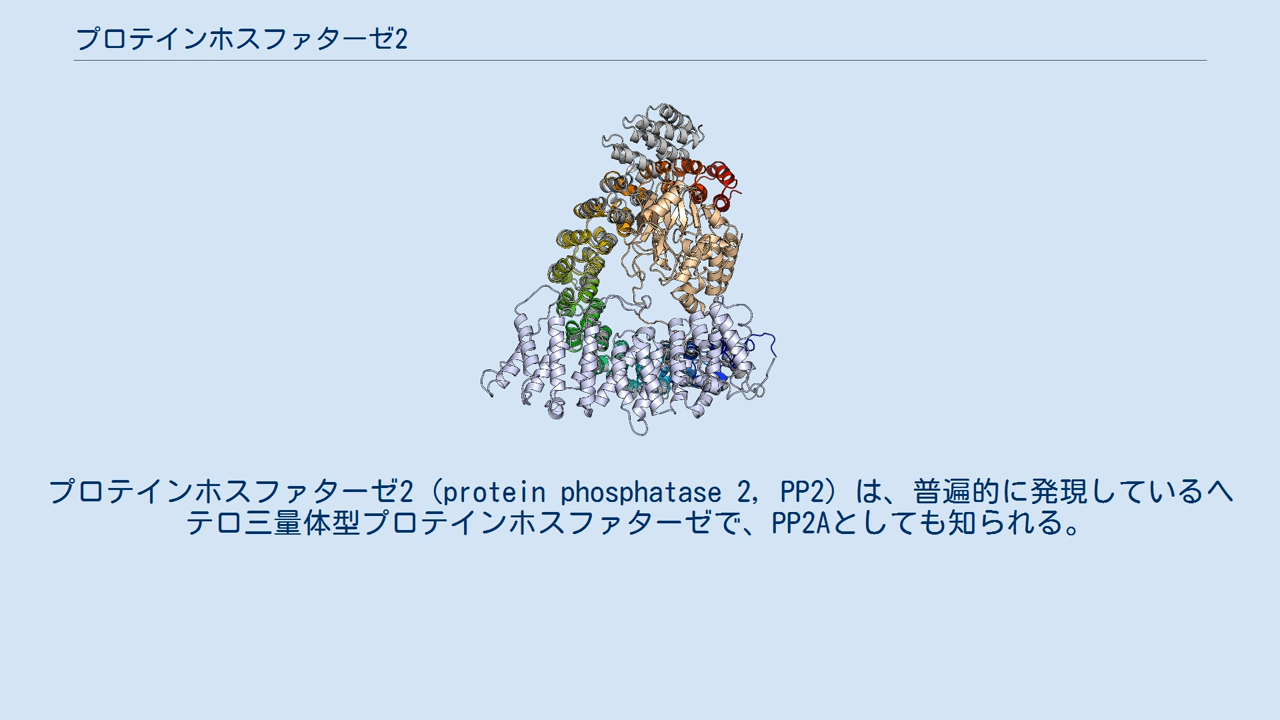 プロテインホスファターゼ2
プロテインホスファターゼ2（protein phosphatase 2, PP2）は、普遍的に発現しているヘ
テロ三量体型プロテインホスファターゼで、PP2Aとしても知られる。